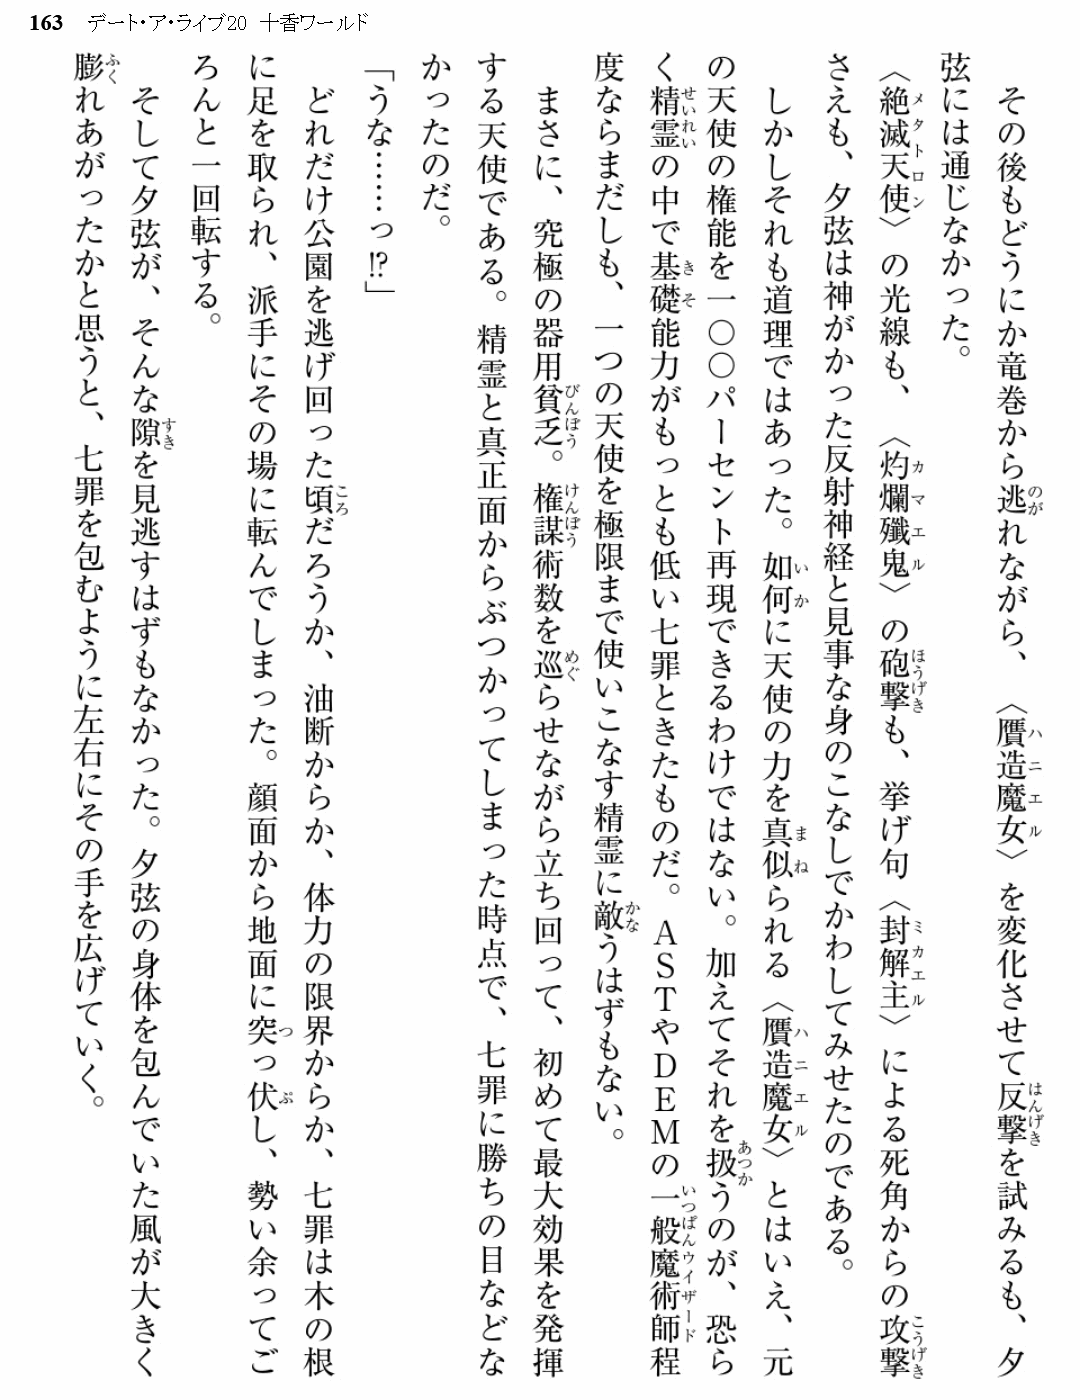 163 デート・ア・ライブ20 十香ワールド
その後もどうにか竜巻から逃れながら、〈贋造魔女〉を変化させて反撃を試みるも、夕
弦には通じなかった。
〈絶滅天使〉の光線も、〈灼爛殲鬼〉の砲撃も、挙げ句〈封解主〉による死角からの攻撃
さえも、夕弦は神がかった反射神経と見事な身のこなしでかわしてみせたのである。
しかしそれも道理ではあった。如何に天使の力を真似られる〈贋造魔女〉とはいえ、元
の天使の権能を一〇〇パーセント再現できるわけではない。加えてそれを扱うのが、恐ら
く精霊の中で基礎能力がもっとも低い七罪ときたものだ。ASTやDEMの一般魔術師程
度ならまだしも、一つの天使を極限まで使いこなす精霊に敵うはずもない。
まさに、究極の器用貧乏。権謀術数を巡らせながら立ち回って、初めて最大効果を発揮
する天使である。精霊と真正面からぶつかってしまった時点で、七罪に勝ちの目などな
かったのだ。
「うな……っ!?」
どれだけ公園を逃げ回った頃だろうか、油断からか、体力の限界からか、七罪は木の根
に足を取られ、派手にその場に転んでしまった。顔面から地面に突っ伏し、勢い余ってご
ろんと一回転する。
そして夕弦が、そんな隙を見逃すはずもなかった。夕弦の身体を包んでいた風が大きく
膨れあがったかと思うと、七罪を包むように左右にその手を広げていく。